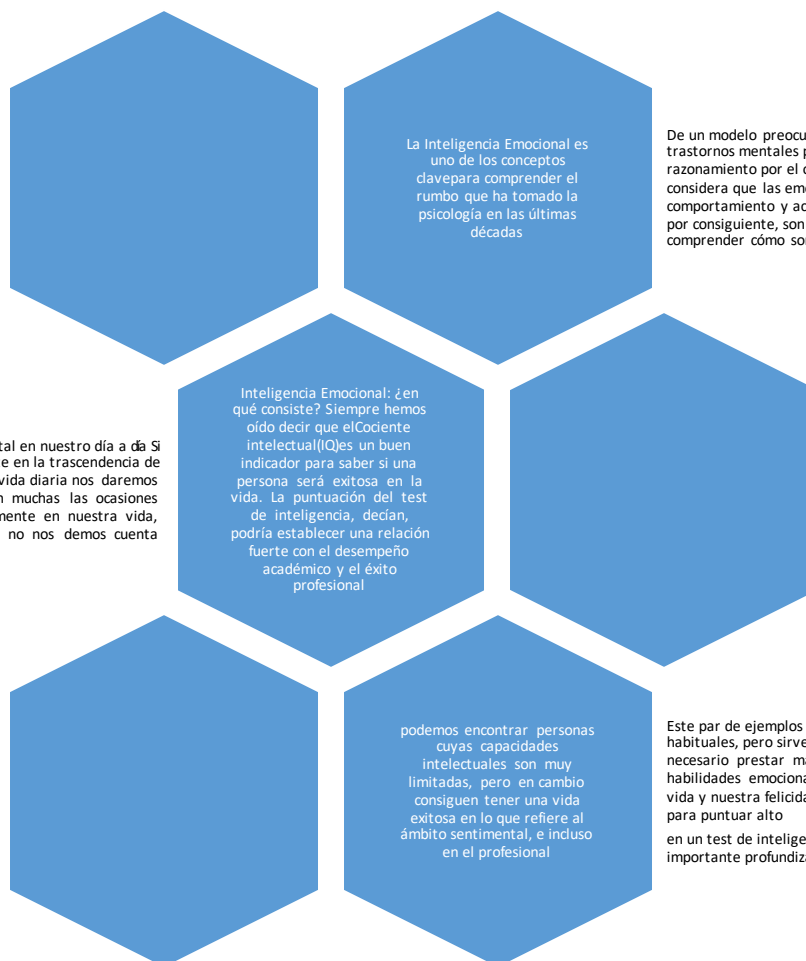 La Inteligencia Emocional es
uno de los conceptos
clavepara comprender el
rumbo que ha tomado la
psicología en las últimas
décadas
De un modelo preocu
trastornos mentales p
razonamiento por el c
considera que las em
comportamiento y ac
por consiguiente, son
comprender cómo so
tal en nuestro día a día Si
e en la trascendencia de
vida diaria nos daremos
n muchas las ocasiones
mente en nuestra vida,
no nos demos cuenta
Inteligencia Emocional: ¿en
qué consiste? Siempre hemos
oído decir que elCociente
intelectual(IQ)es un buen
indicador para saber si una
persona será exitosa en la
vida. La puntuación del test
de inteligencia, decían,
podría establecer una relación
fuerte con el desempeño
académico y el éxito
profesional
podemos encontrar personas
cuyas capacidades
intelectuales son muy
limitadas, pero en cambio
consiguen tener una vida
exitosa en lo que refiere al
ámbito sentimental, e incluso
en el profesional
Este par de ejemplos
habituales, pero sirve
necesario prestar m
habilidades emociona
vida y nuestra felicida
para puntuar alto
en un test de intelige
importante profundiz